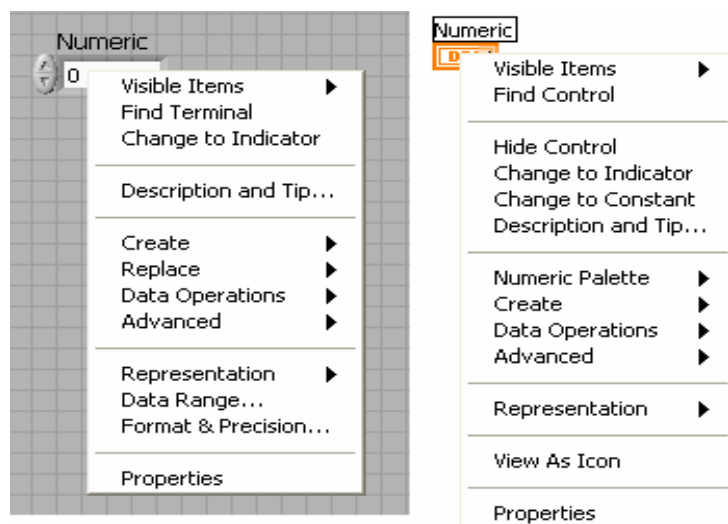 Numeric
0
Visible Items
Find Terminal
Change to Indicator
Description and Tip...
Create
Replace
Data Operations
Advanced
Representation
Data Range...
Format & Precision...
Properties
Numeric
Visible Items
Find Control
Hide Control
Change to Indicator
Change to Constant
Description and Tip...
Numeric Palette
Create
Data Operations
Advanced
Representation
View As Icon
Properties